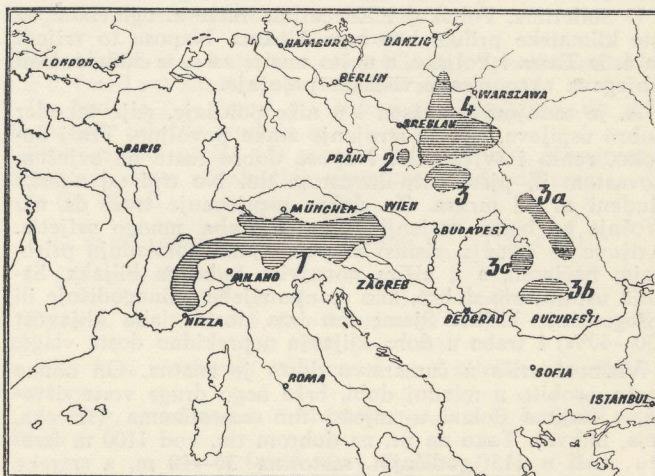 HAMBURG
DANZIG
LONDON
BERLIN
WARSZAWA
4
BRESLAU
PARIS
PRAHA
2
3
3a
MÜNCHEN
WIEN
BUDAPEST
1
3c
MILANO
ZAGREB
3b
NIZZA
BEOGRAD
BUCUREŞTI
SOFIA
ROMA
ISTANBUL